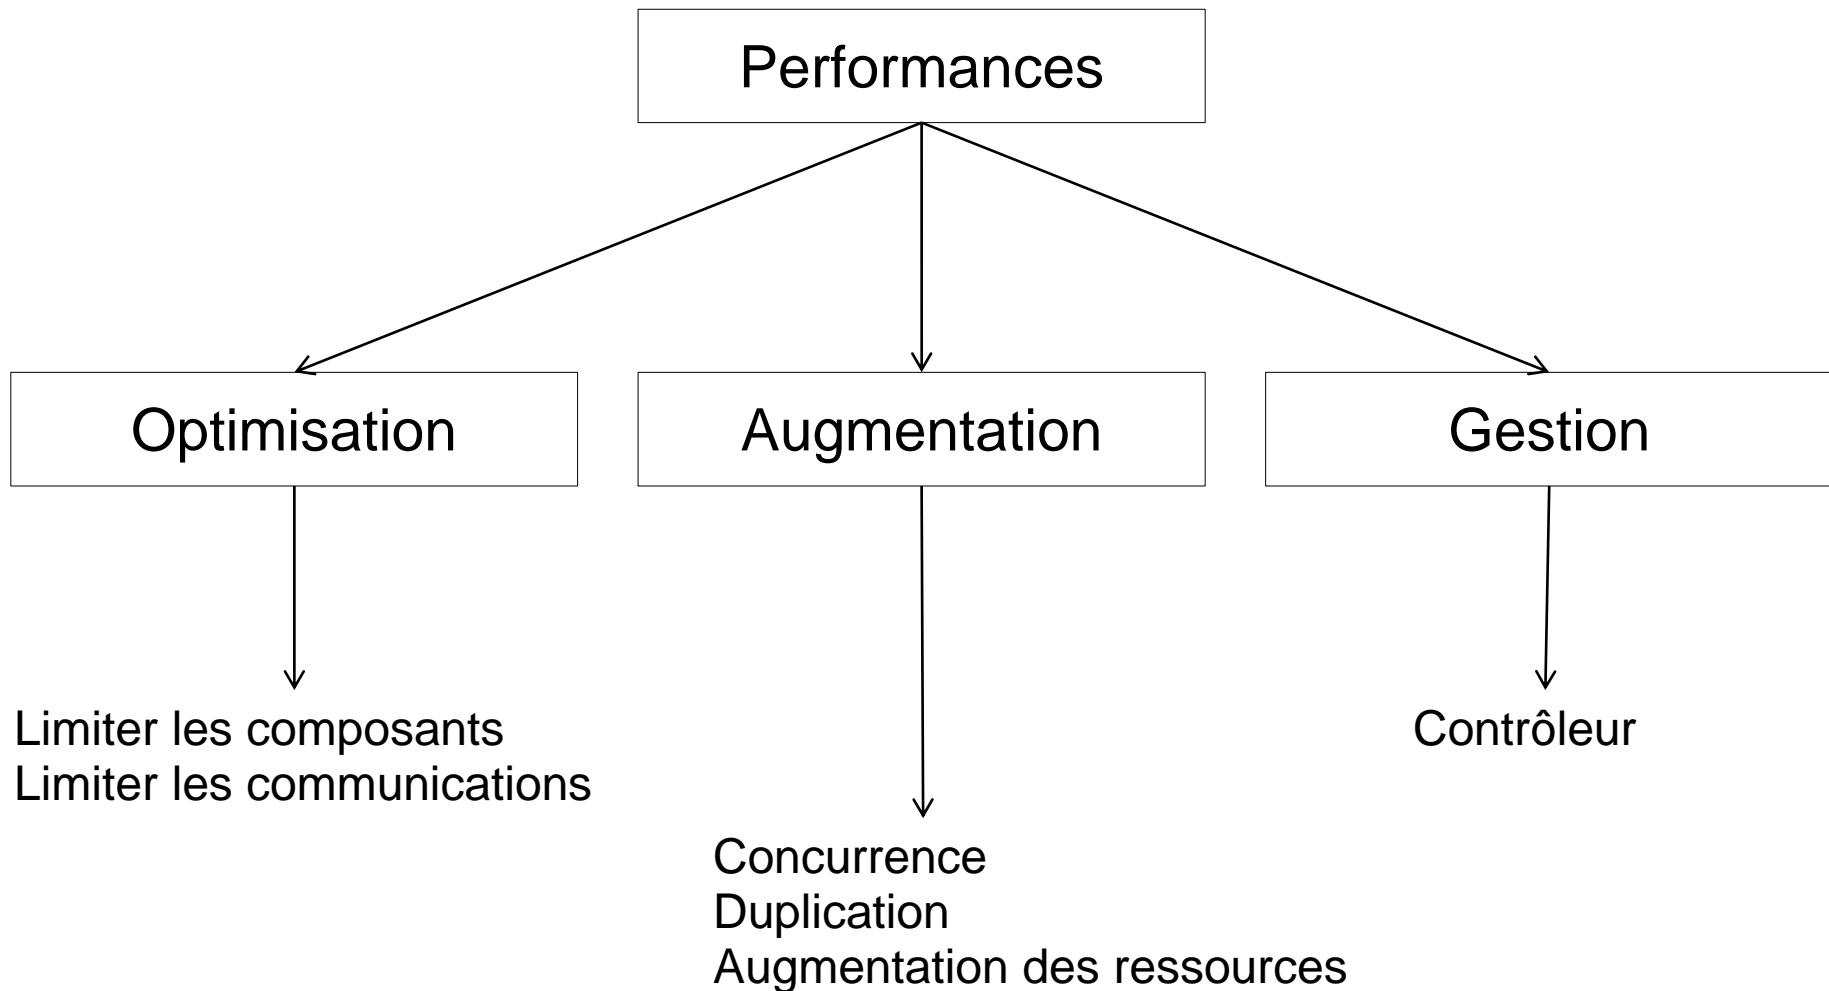 Performances
Optimisation
Augmentation
Gestion
Limiter les composants
Limiter les communications
Contrôleur
Concurrence
Duplication
Augmentation des ressources